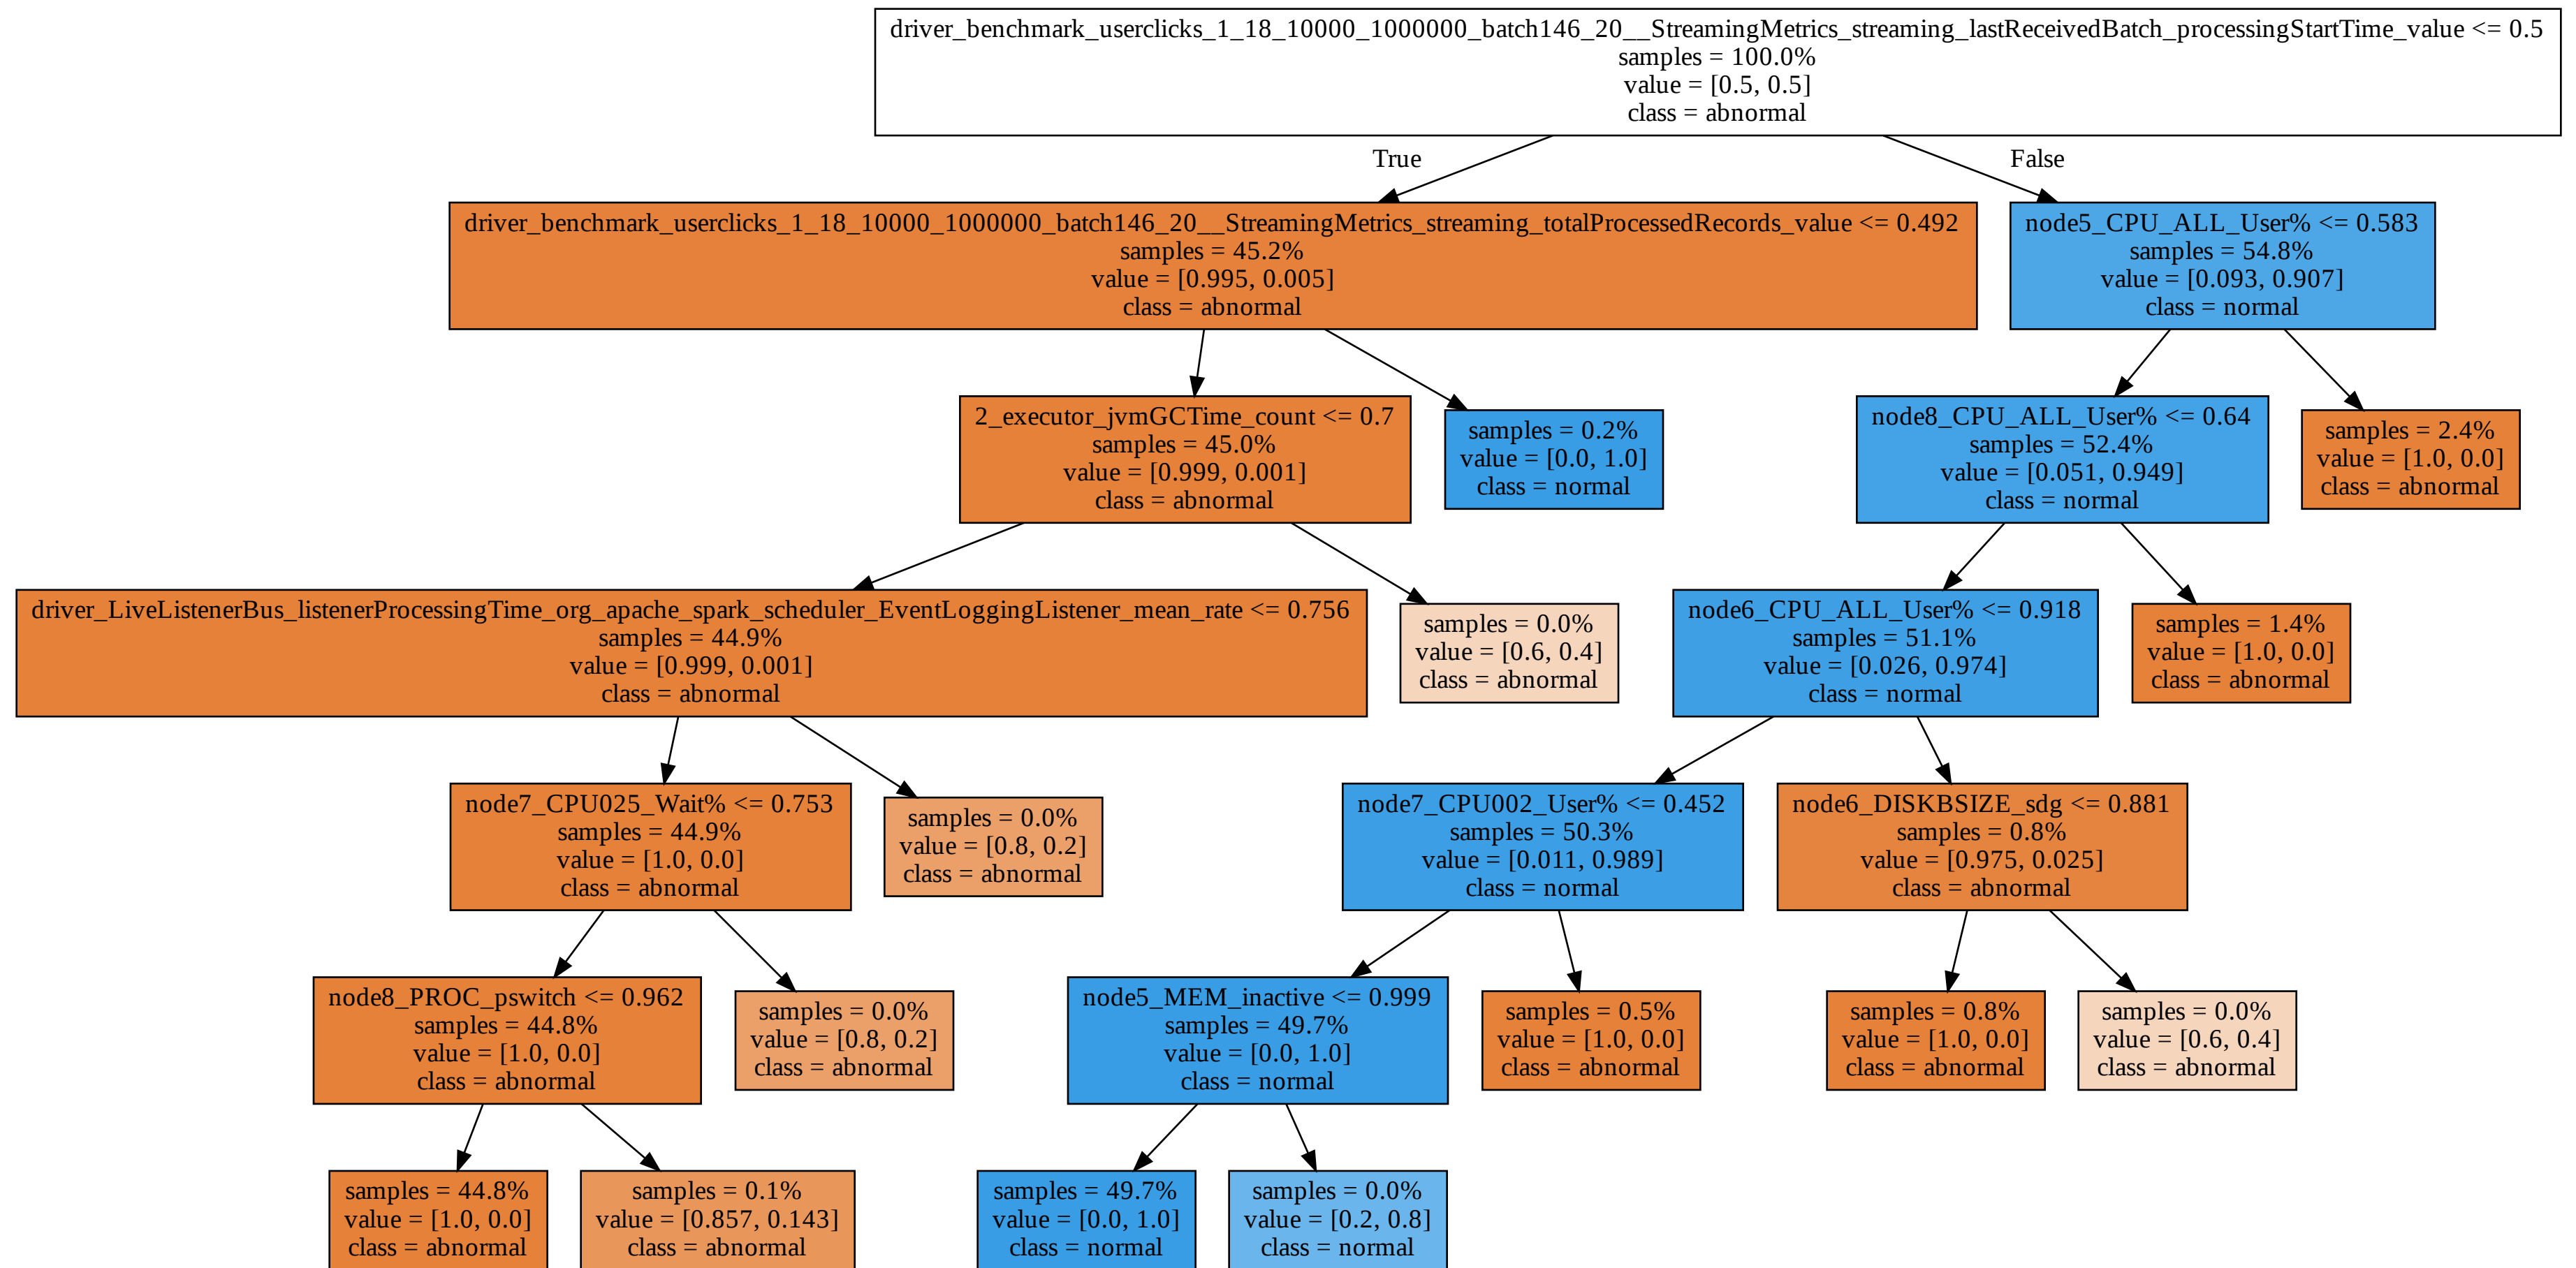 driver_benchmark_userclicks_1_18_10000_1000000_batch146_20__StreamingMetrics_streaming_lastReceivedBatch_processingStartTime_value <= 0.5
samples = 100.0%
value = [0.5, 0.5]
class = abnormal
True
False
driver_benchmark_userclicks_1_18_10000_1000000_batch146_20__StreamingMetrics_streaming_totalProcessedRecords_value <= 0.492
samples = 45.2%
value = [0.995, 0.005]
class = abnormal
node5_CPU_ALL_User% <= 0.583
samples = 54.8%
value = [0.093, 0.907]
class = normal
2_executor_jvmGCTime_count <= 0.7
samples = 45.0%
value = [0.999, 0.001]
class = abnormal
samples = 0.2%
value = [0.0, 1.0]
class = normal
node8_CPU_ALL_User% <= 0.64
samples = 52.4%
value = [0.051, 0.949]
class = normal
samples = 2.4%
value = [1.0, 0.0]
class = abnormal
driver_LiveListenerBus_listenerProcessingTime_org_apache_spark_scheduler_EventLoggingListener_mean_rate <= 0.756
samples = 44.9%
value = [0.999, 0.001]
class = abnormal
samples = 0.0%
value = [0.6, 0.4]
class = abnormal
node6_CPU_ALL_User% <= 0.918
samples = 51.1%
value = [0.026, 0.974]
class = normal
samples = 1.4%
value = [1.0, 0.0]
class = abnormal
node7_CPU025_Wait% <= 0.753
samples = 44.9%
value = [1.0, 0.0]
class = abnormal
samples = 0.0%
value = [0.8, 0.2]
class = abnormal
node7_CPU002_User% <= 0.452
samples = 50.3%
value = [0.011, 0.989]
class = normal
node6_DISKBSIZE_sdg <= 0.881
samples = 0.8%
value = [0.975, 0.025]
class = abnormal
node8_PROC_pswitch <= 0.962
samples = 44.8%
value = [1.0, 0.0]
class = abnormal
samples = 0.0%
value = [0.8, 0.2]
class = abnormal
node5_MEM_inactive <= 0.999
samples = 49.7%
value = [0.0, 1.0]
class = normal
samples = 0.5%
value = [1.0, 0.0]
class = abnormal
samples = 0.8%
value = [1.0, 0.0]
class = abnormal
samples = 0.0%
value = [0.6, 0.4]
class = abnormal
samples = 44.8%
value = [1.0, 0.0]
class = abnormal
samples = 0.1%
value = [0.857, 0.143]
class = abnormal
samples = 49.7%
value = [0.0, 1.0]
class = normal
samples = 0.0%
value = [0.2, 0.8]
class = normal